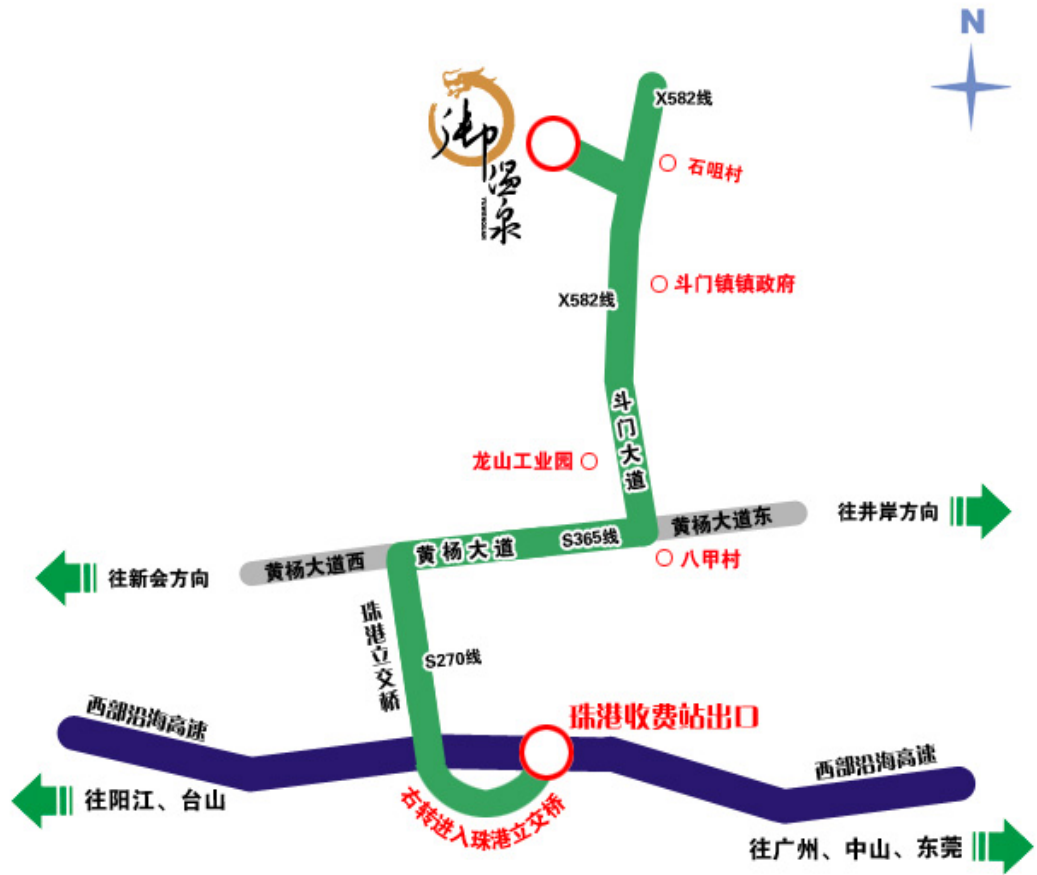 N
X582线
御
温
泉
石咀村
斗门镇镇政府
X582线
斗门大道
龙山工业园
往井岸方向
黄杨大道东
S365线
黄杨大道
黄杨大道西
八甲村
往新会方向
珠港立交桥
S270线
珠港收费站出口
西部沿海高速
西部沿海高速
往阳江、台山
右转进入珠港立交桥
往广州、中山、东莞